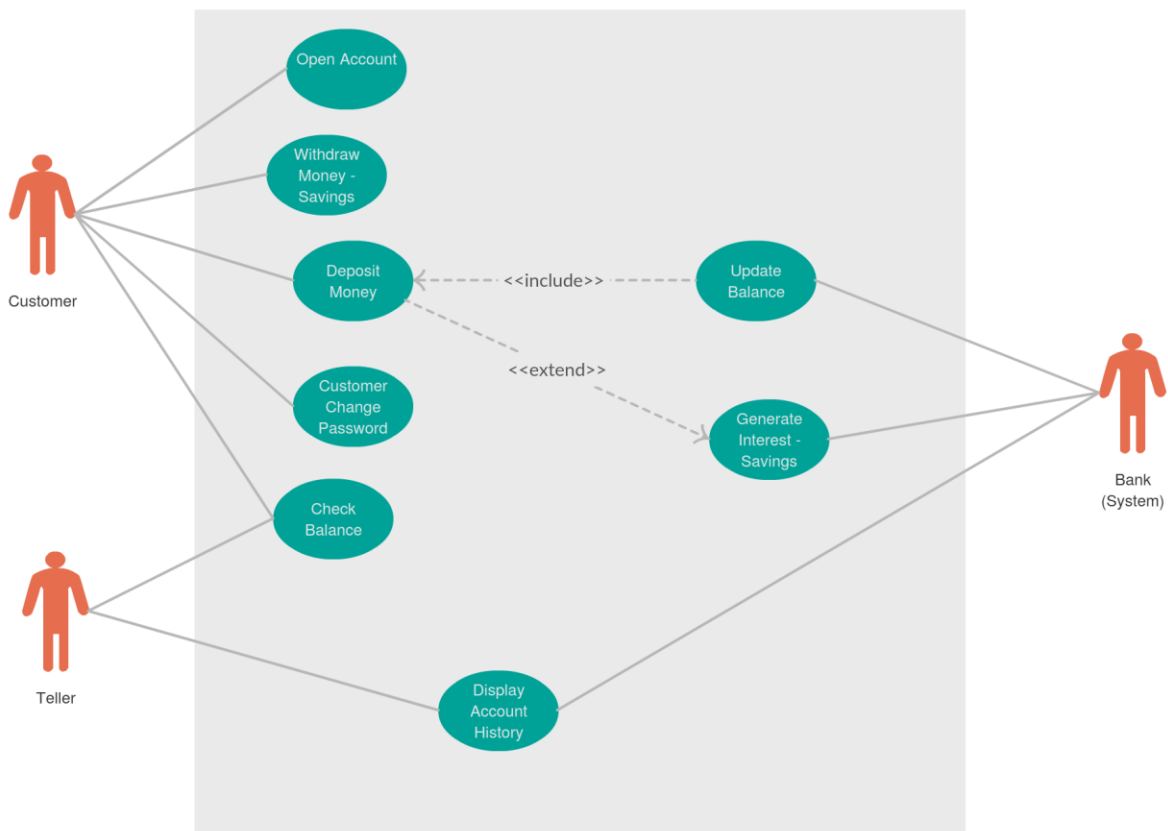 Open Account
Withdraw
Money -
Savings
Customer
Deposit
Money
<<include>>
Update
Balance
<<extend>>
Customer
Change
Password
Generate
Interest -
Savings
Bank
(System)
Check
Balance
Teller
Display
Account
History